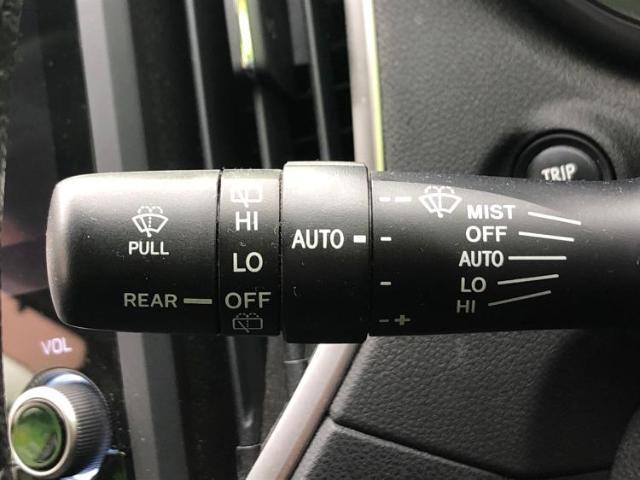 PULL
REAR
HI
LO
OFF
AUTO
MIST
OFF
AUTO
LO
HI
TRIP
VOL